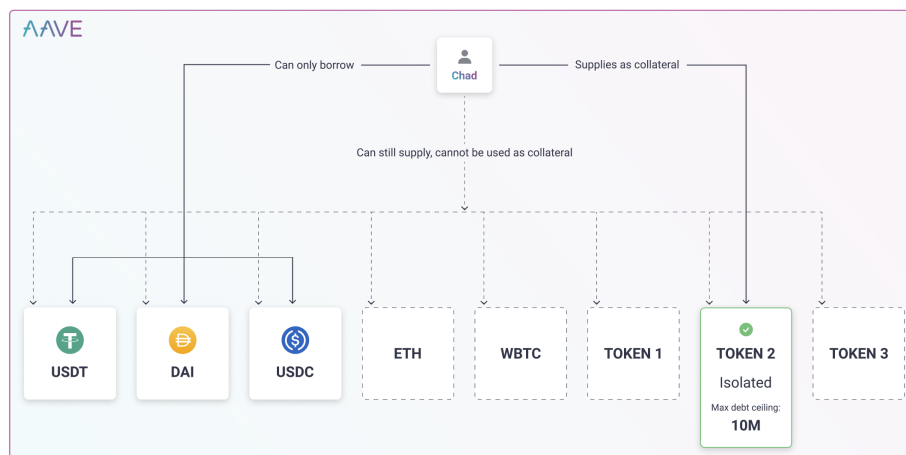 AAVE
Can only borrow
Chad
Supplies as collateral
Can still supply, cannot be used as collateral
USDT
DAI
USDC
ETH
WBTC
TOKEN 1
TOKEN 2
Isolated
Max debt ceiling:
10M
TOKEN 3